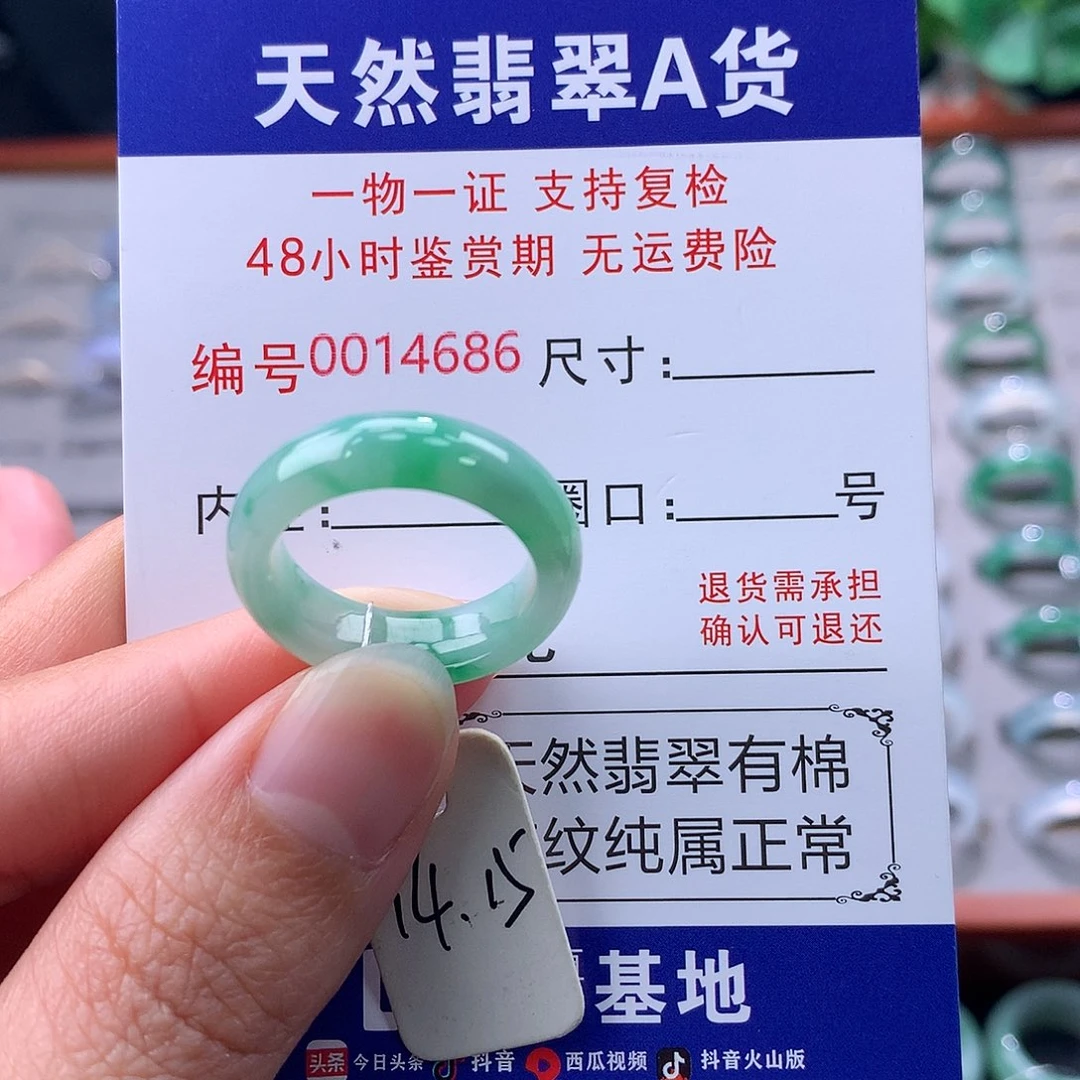 天然翡翠A货
一物一证 支持复检
48小时鉴赏期 无运费险
编号0014686 尺寸:
内 : 圈口: 号
退货需承担
确认可退还
天然翡翠有棉
纹纯属正常
14.15
基地
头条 今日头条 抖音 西瓜视频 抖音火山版